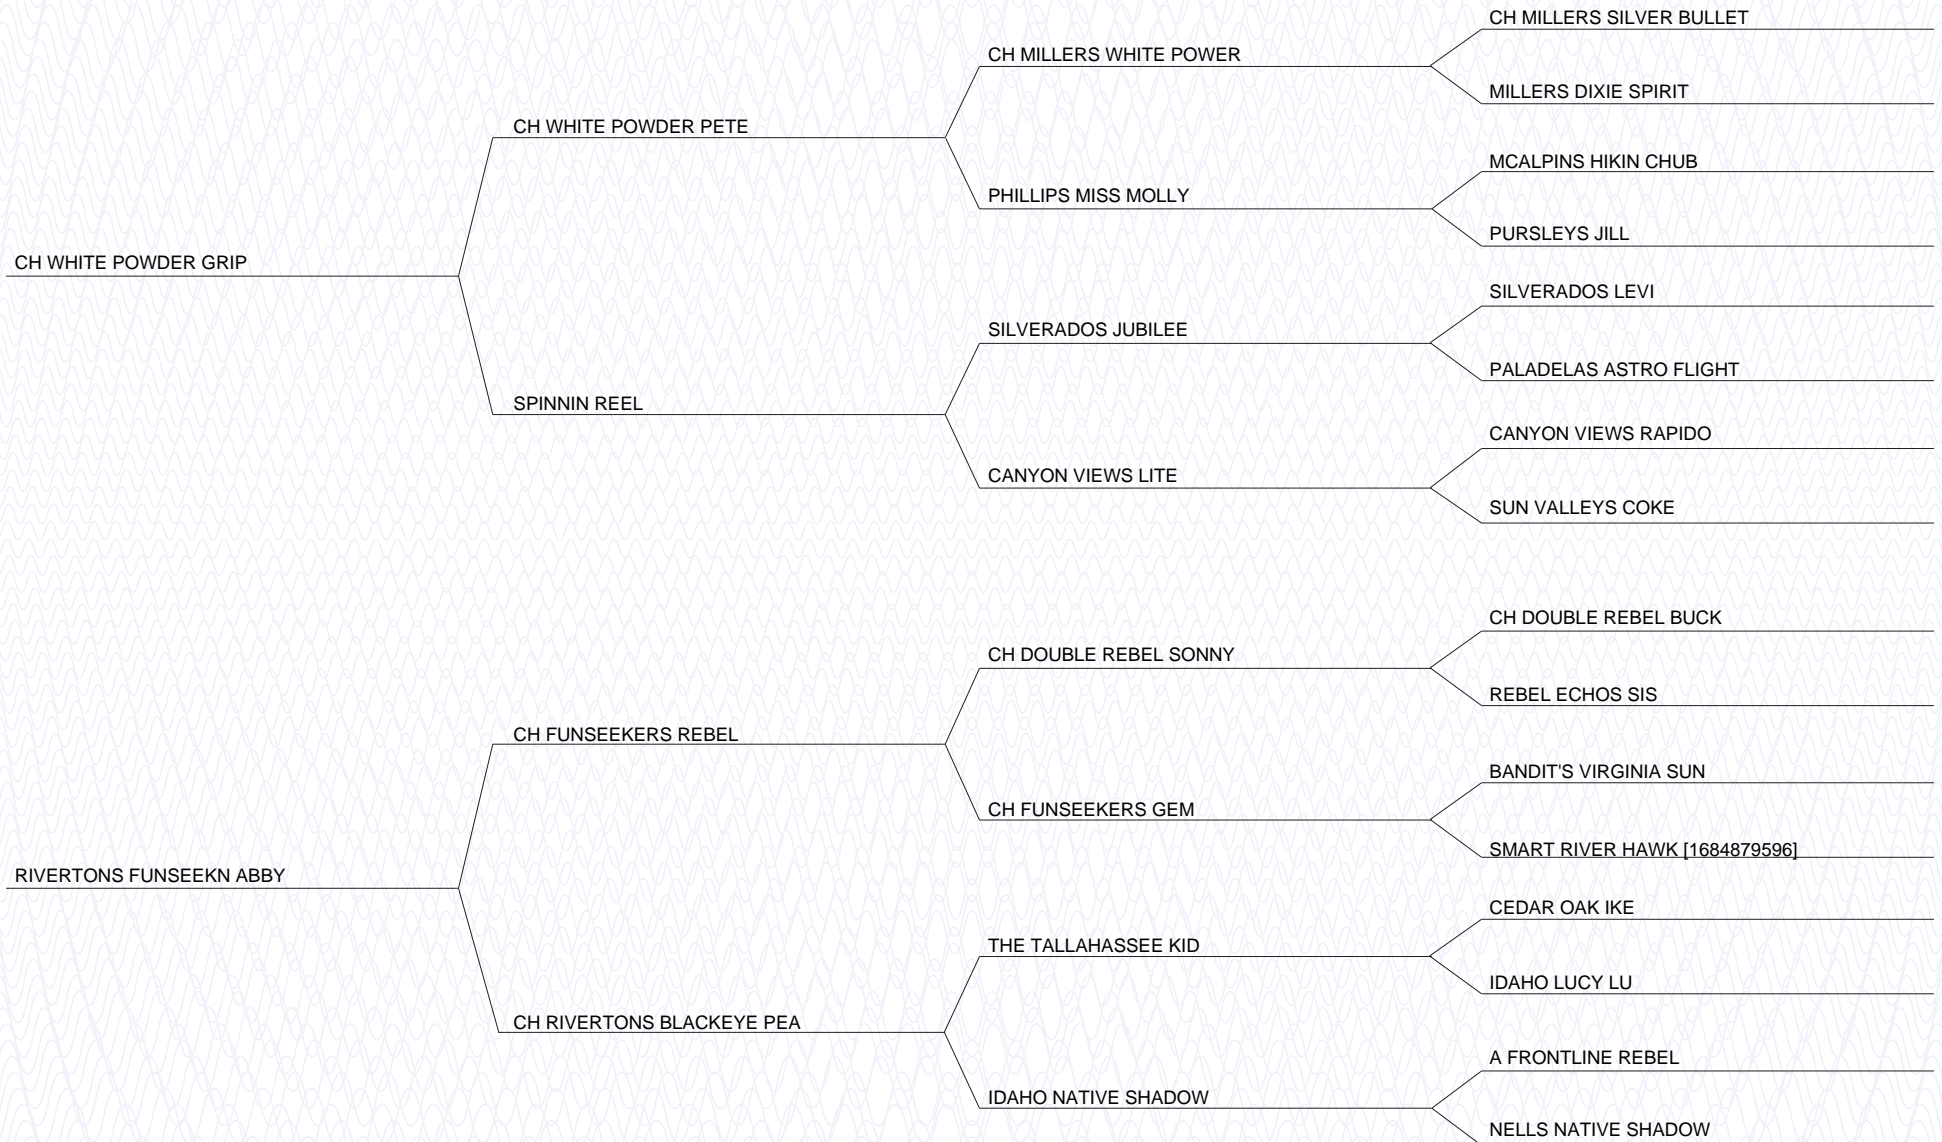 CH MILLERS SILVER BULLET
CH MILLERS WHITE POWER
MILLERS DIXIE SPIRIT
CH WHITE POWDER PETE
MCALPINS HIKIN CHUB
PHILLIPS MISS MOLLY
PURSLEYS JILL
CH WHITE POWDER GRIP
SILVERADOS LEVI
SILVERADOS JUBILEE
PALADELAS ASTRO FLIGHT
SPINNIN REEL
CANYON VIEWS RAPIDO
CANYON VIEWS LITE
SUN VALLEYS COKE
CH DOUBLE REBEL BUCK
CH DOUBLE REBEL SONNY
REBEL ECHOS SIS
CH FUNSEEKERS REBEL
BANDIT'S VIRGINIA SUN
CH FUNSEEKERS GEM
SMART RIVER HAWK [1684879596]
RIVERTONS FUNSEEKN ABBY
CEDAR OAK IKE
THE TALLAHASSEE KID
IDAHO LUCY LU
CH RIVERTONS BLACKEYE PEA
A FRONTLINE REBEL
IDAHO NATIVE SHADOW
NELLS NATIVE SHADOW